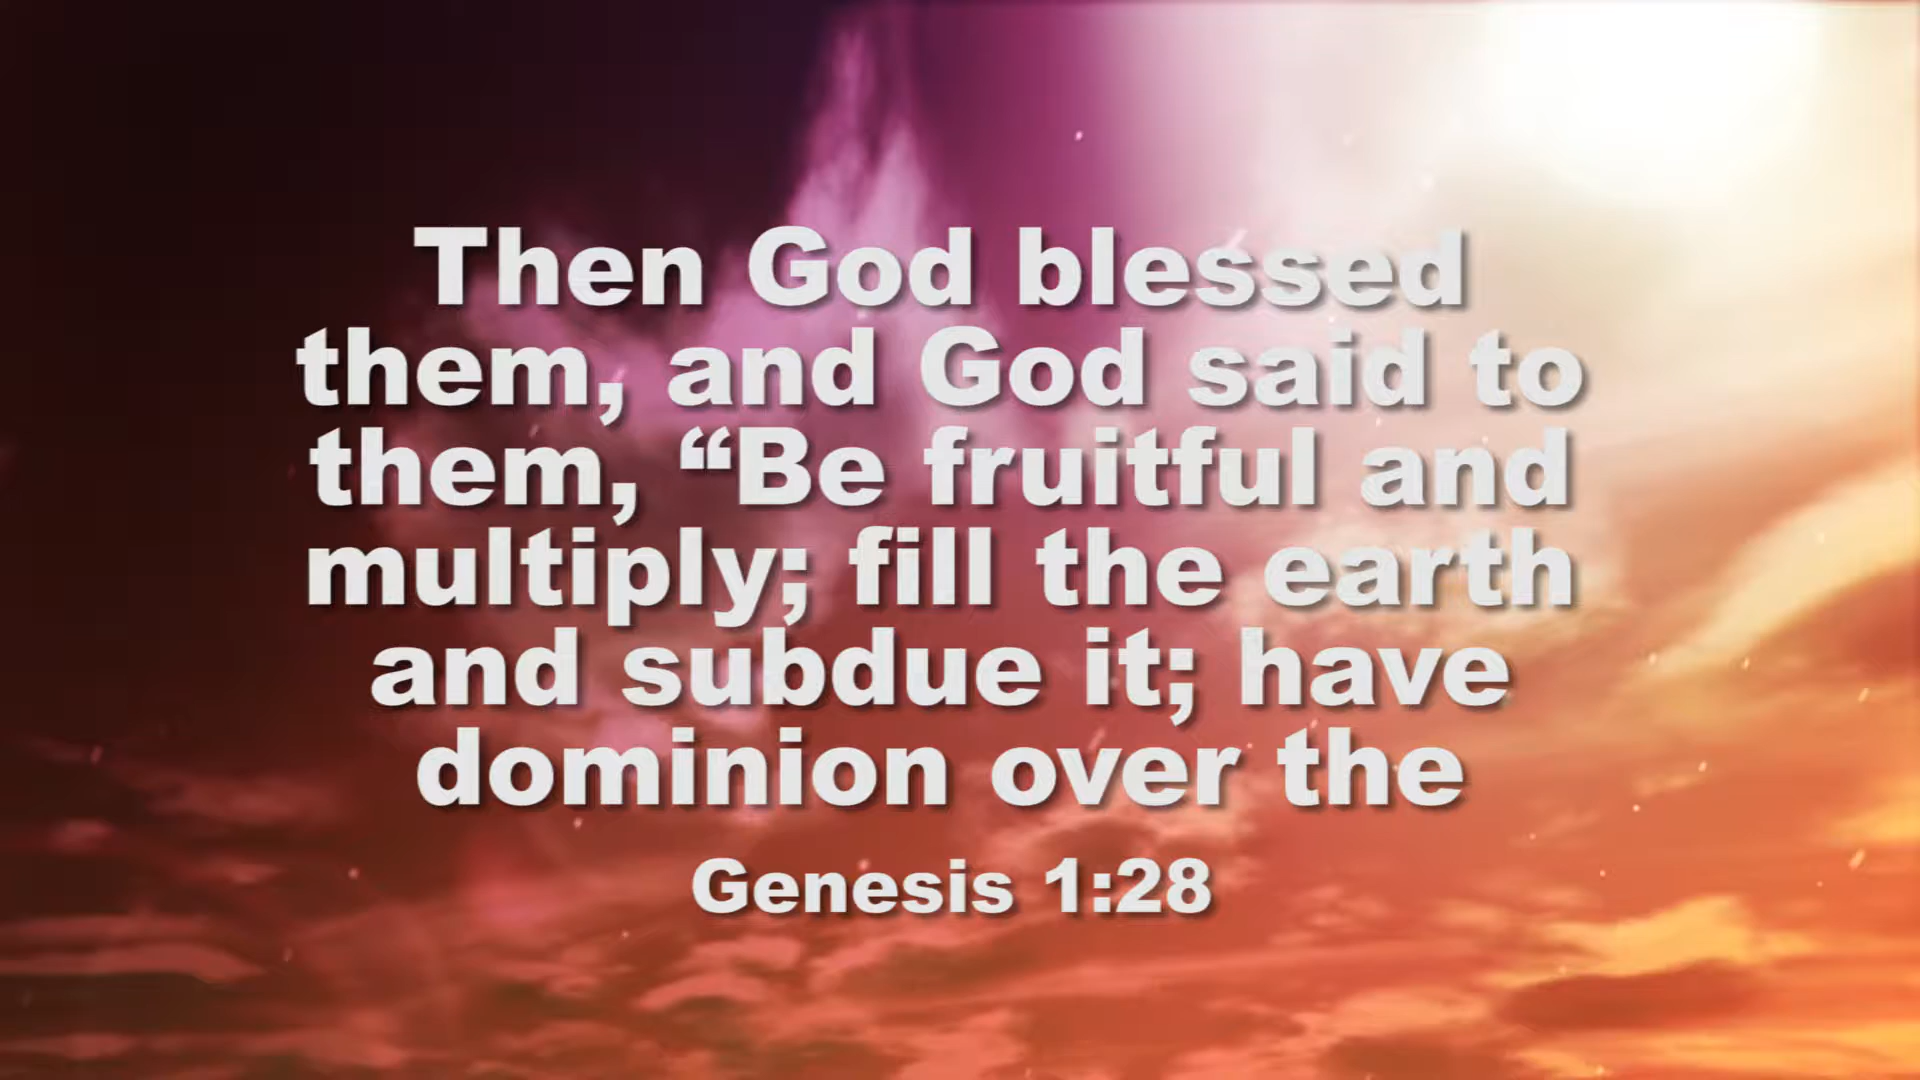 Then God blessed
them, and God said to
them, “Be fruitful and
multiply; fill the earth
and subdue it; have
dominion over the
Genesis 1:28